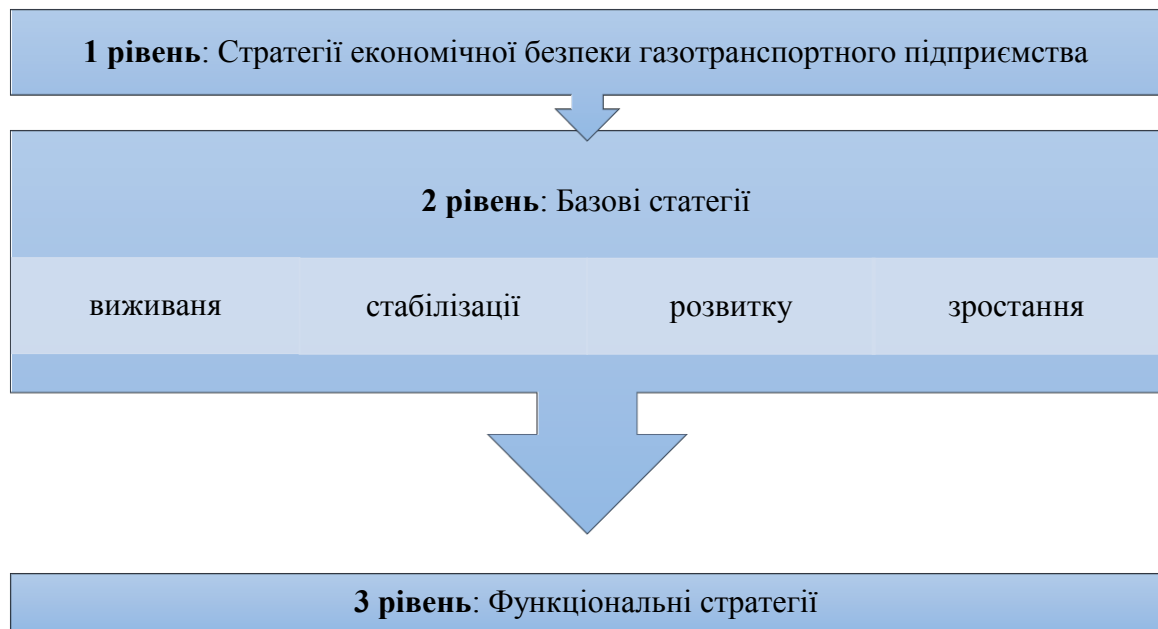 1 рівень: Стратегії економічної безпеки газотранспортного підприємства
2 рівень: Базові статегії
виживаня
стабілізації
розвитку
зростання
3 рівень: Функціональні стратегії